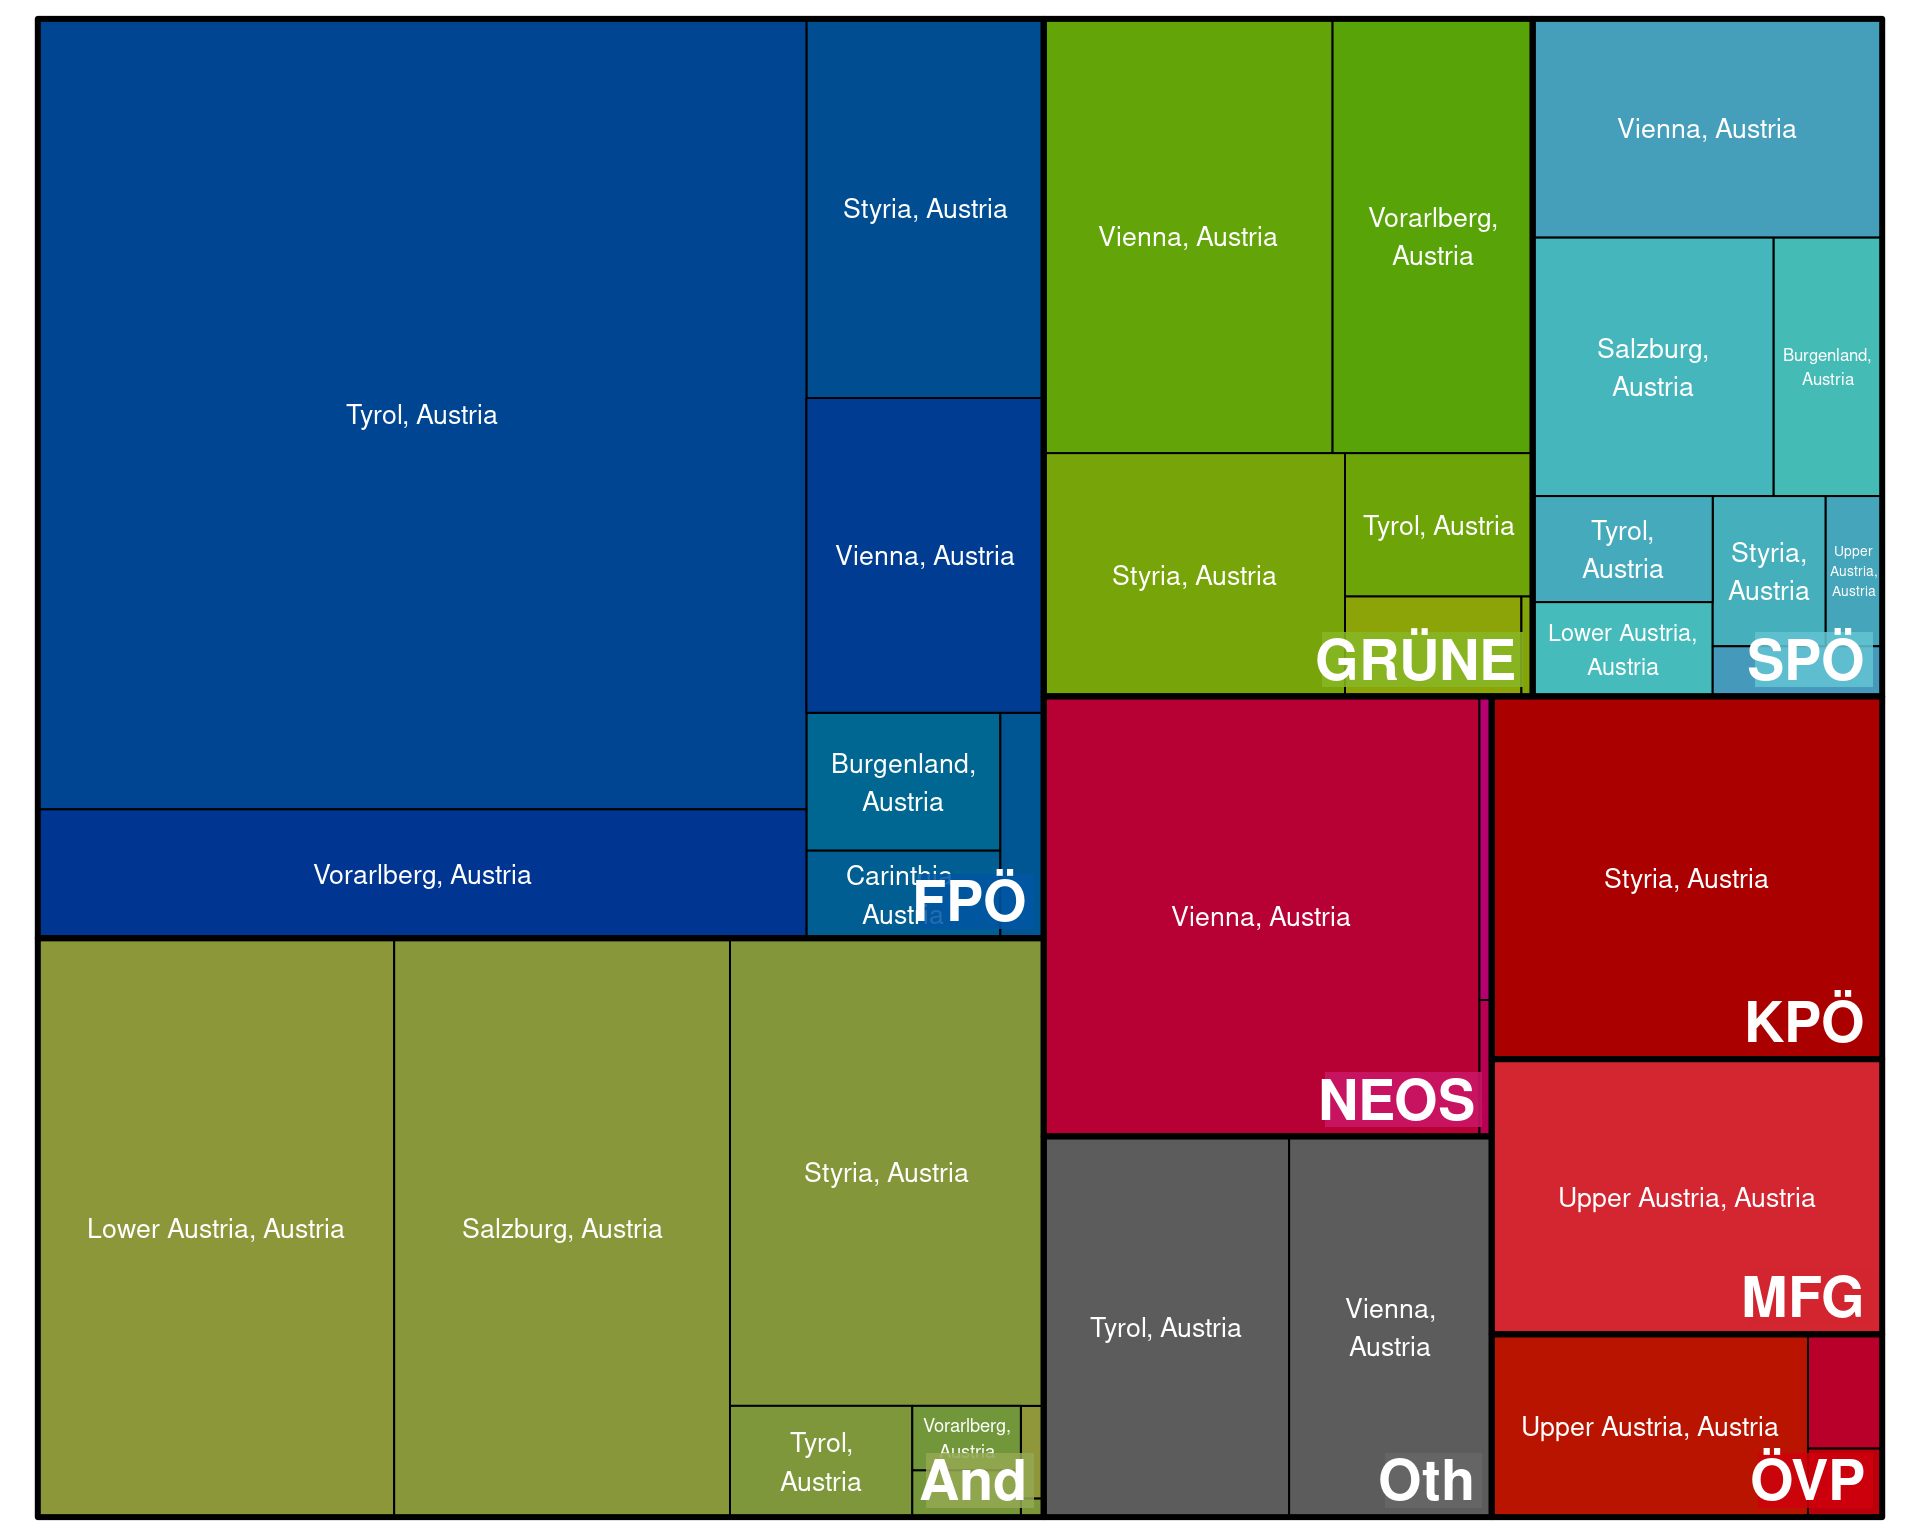 Tyrol, Austria
Styria, Austria
Vienna, Austria
Burgenland,
Austria
Carinthia,
Austria
Vorarlberg, Austria
FPÖ
Vienna, Austria
Vorarlberg,
Austria
Styria, Austria
Tyrol, Austria
GRÜNE
Vienna, Austria
Salzburg,
Austria
Burgenland,
Austria
Tyrol,
Austria
Styria,
Austria
Upper
Austria,
Austria
Lower Austria,
Austria
SPÖ
Lower Austria, Austria
Salzburg, Austria
Styria, Austria
Tyrol,
Austria
Vorarlberg,
Austria
And
Vienna, Austria
NEOS
Styria, Austria
KPÖ
Upper Austria, Austria
MFG
Tyrol, Austria
Vienna,
Austria
Oth
Upper Austria, Austria
ÖVP